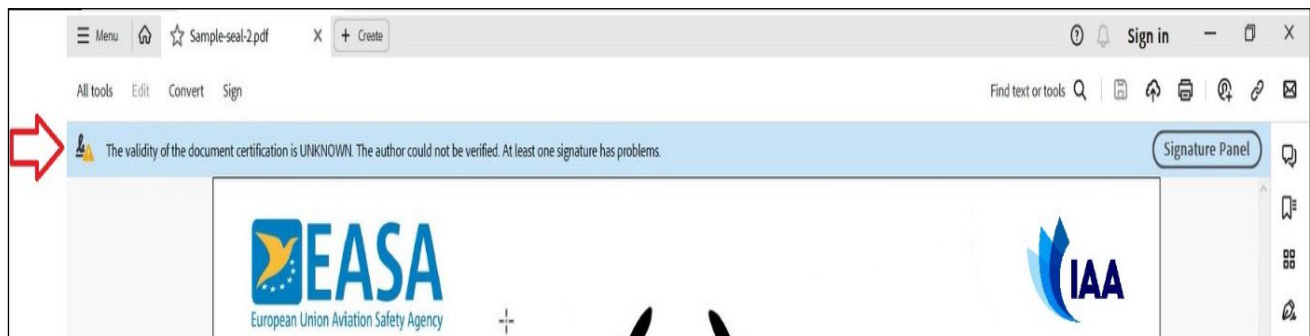 Menu Sample-seal-2.pdf X + Create Sign in
All tools Edit Convert Sign Find text or tools
The validity of the document certification is UNKNOWN. The author could not be verified. At least one signature has problems. Signature Panel
EASA
European Union Aviation Safety Agency
IAA